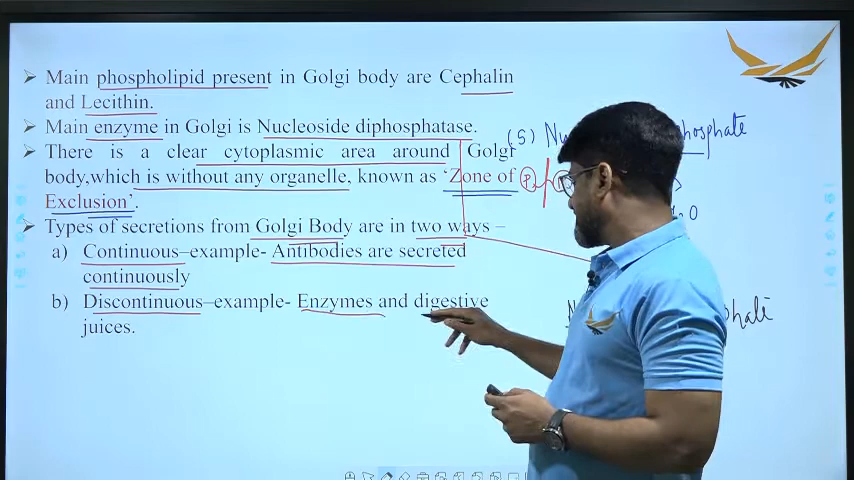 ➢ Main phospholipid present in Golgi body are Cephalin
and Lecithin.
➢ Main enzyme in Golgi is Nucleoside diphosphatase.
➢ There is a clear cytoplasmic area around Golgi
body,which is without any organelle, known as ‘Zone of
Exclusion’.
➢ Types of secretions from Golgi Body are in two ways –
a) Continuous–example- Antibodies are secreted
continuously
b) Discontinuous–example- Enzymes and digestive
juices.
(S)